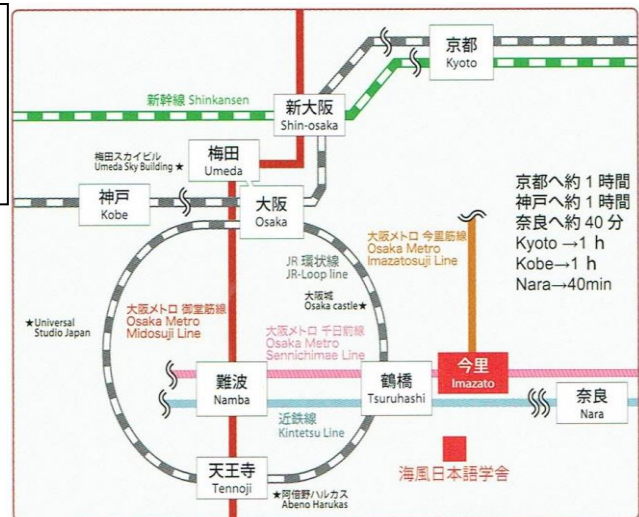 京都
Kyoto
新幹線 Shinkansen
新大阪
Shin-osaka
梅田スカイビル
Umeda Sky Building ★
梅田
Umeda
神戸
Kobe
大阪
Osaka
京都へ約1時間
神戸へ約1時間
奈良へ約40分
Kyoto →1 h
Kobe→1 h
Nara→40min
大阪メトロ 今里筋線
Osaka Metro
Imazatosuji Line
JR 環状線
JR-Loop line
大阪城
Osaka castle★
★Universal
Studio Japan
大阪メトロ 御堂筋線
Osaka Metro
Midosuji Line
大阪メトロ 千日前線
Osaka Metro
Sennichimae Line
難波
Namba
鶴橋
Tsuruhashi
今里
Imazato
奈良
Nara
近鉄線
Kintetsu Line
天王寺
Tennoji
★阿倍野ハルカス
Abeno Harukas
海風日本語学舎